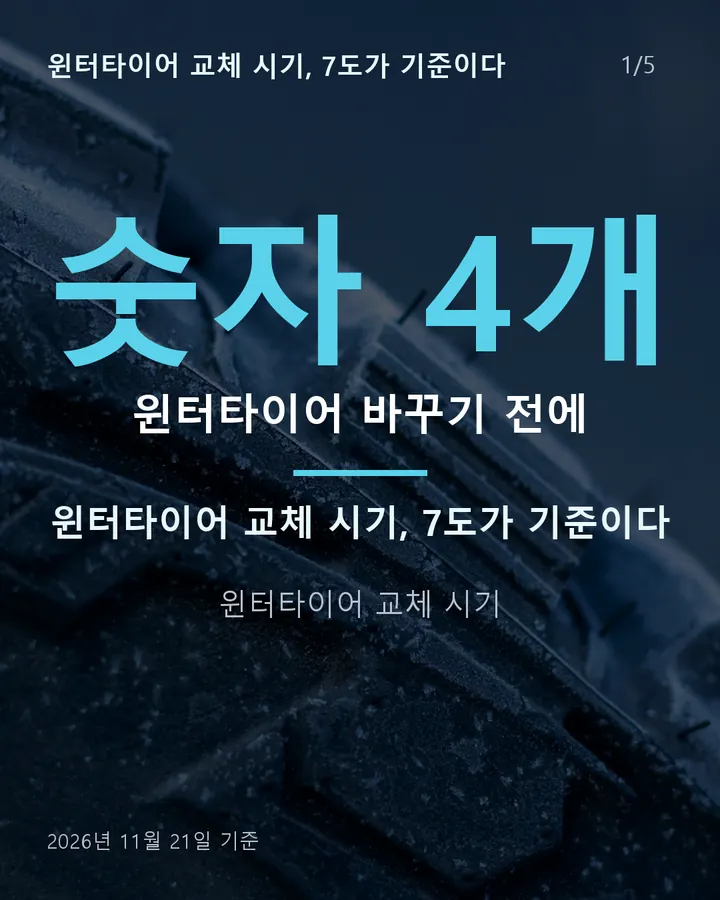 윈터타이어 교체 시기, 7도가 기준이다
1/5
숫자 4개
윈터타이어 바꾸기 전에
윈터타이어 교체 시기, 7도가 기준이다
윈터타이어 교체 시기
2026년 11월 21일 기준